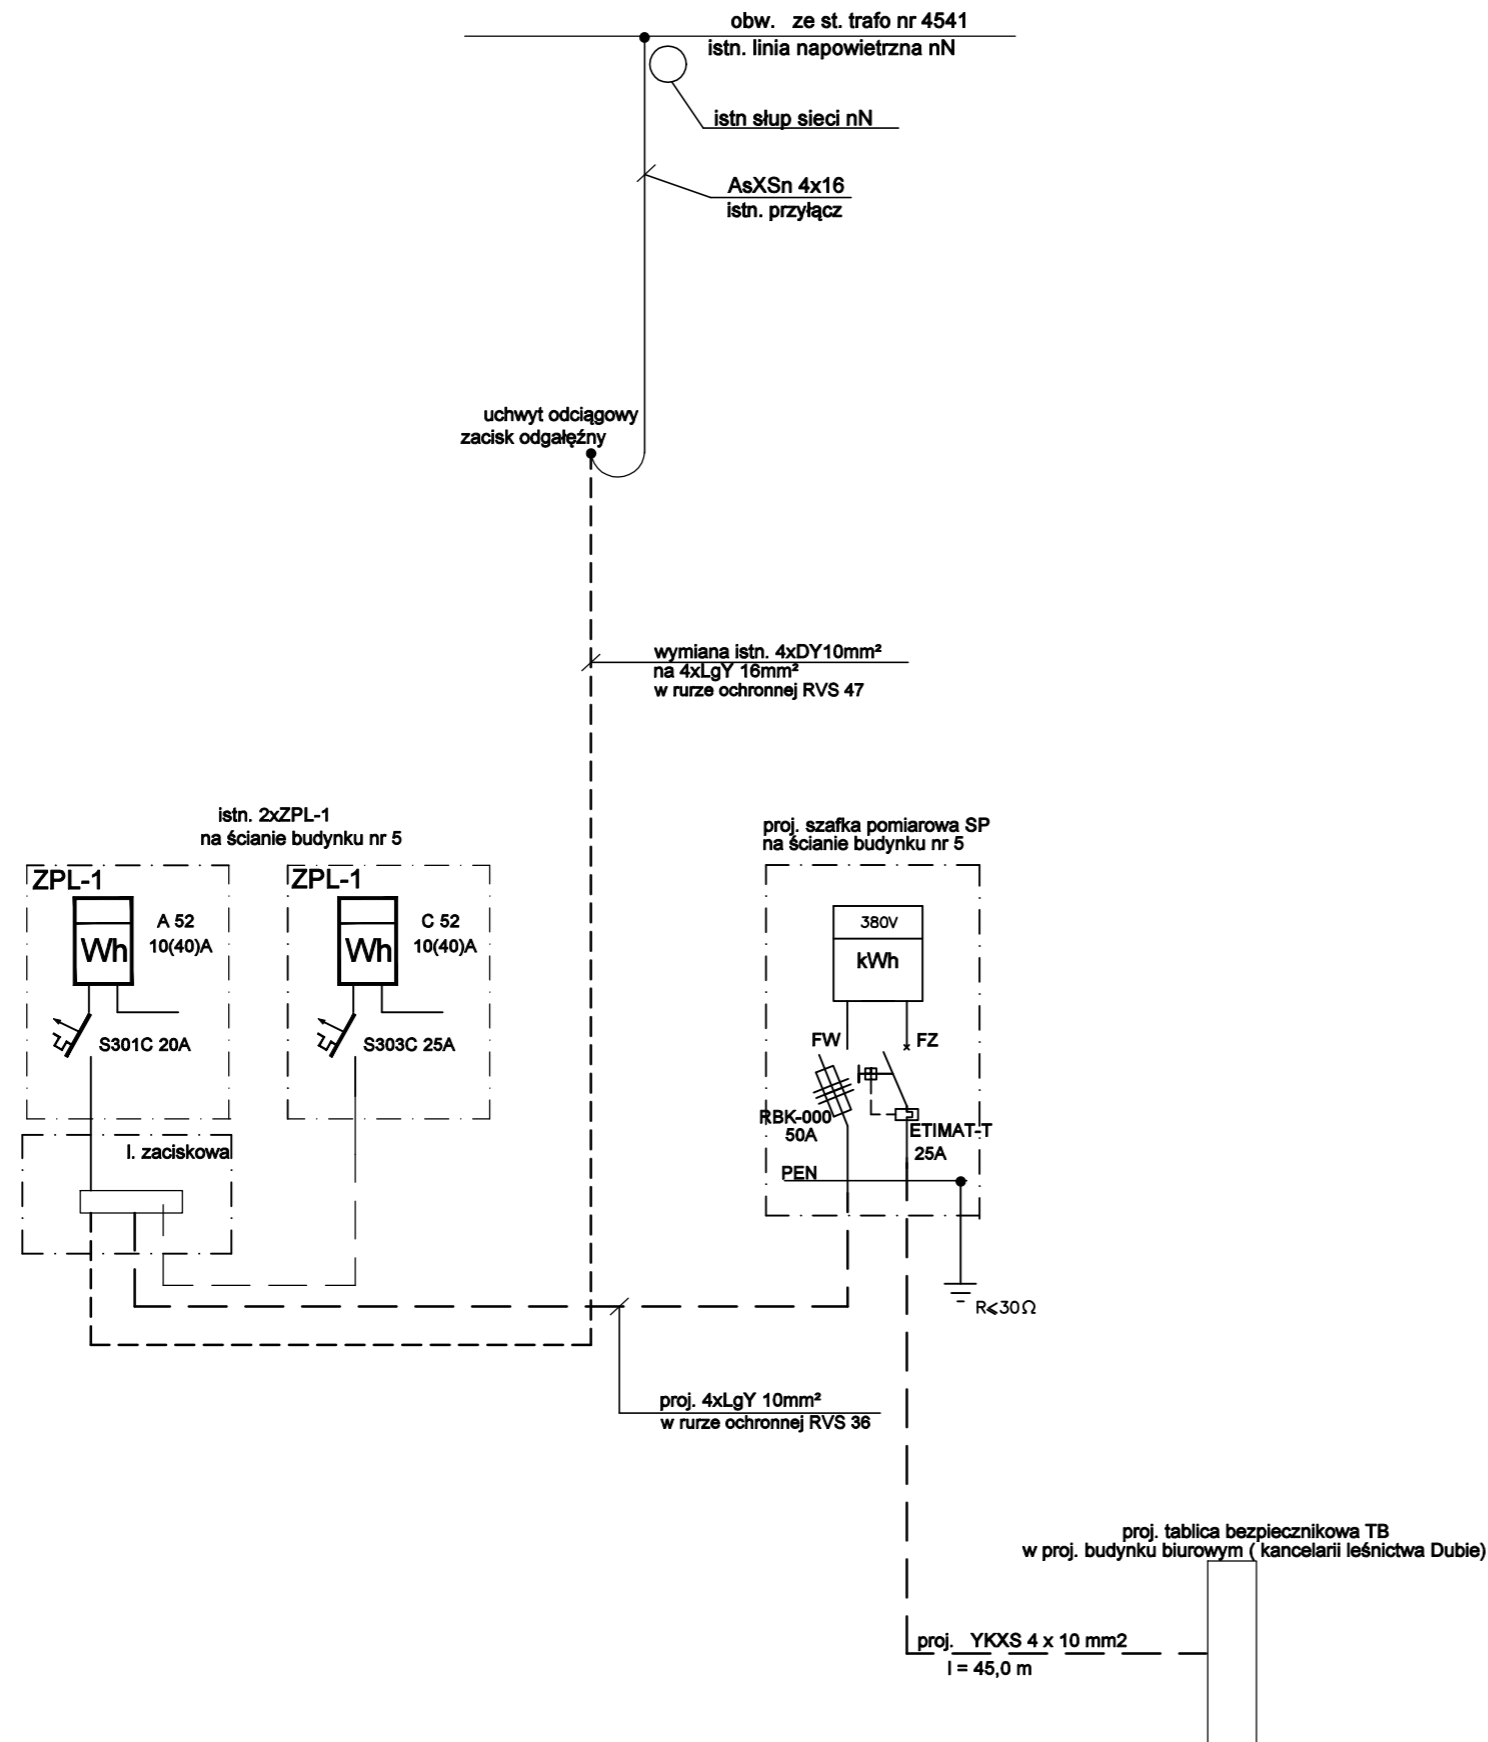 obw. ze st. trafo nr 4541
istn. linia napowietrzna nN
istn słup sieci nN
AsXSn 4x16
istn. przyłącz
uchwyt odciągowy
zacisk odgałęźny
wymiana istn. 4xDY10mm²
na 4xLgY 16mm²
w rurze ochronnej RVS 47
istn. 2xZPL-1
na ścianie budynku nr 5
ZPL-1
A 52
10(40)A
Wh
S301C 20A
ZPL-1
C 52
10(40)A
Wh
S303C 25A
l. zaciskowa
proj. szafka pomiarowa SP
na ścianie budynku nr 5
380V
kWh
FW
FZ
RBK-000
50A
ETIMAT-T
25A
PEN
R⩽30Ω
proj. 4xLgY 10mm²
w rurze ochronnej RVS 36
proj. tablica bezpiecznikowa TB
w proj. budynku biurowym ( kancelarii leśnictwa Dubie)
proj. YKXS 4 x 10 mm2
l = 45,0 m